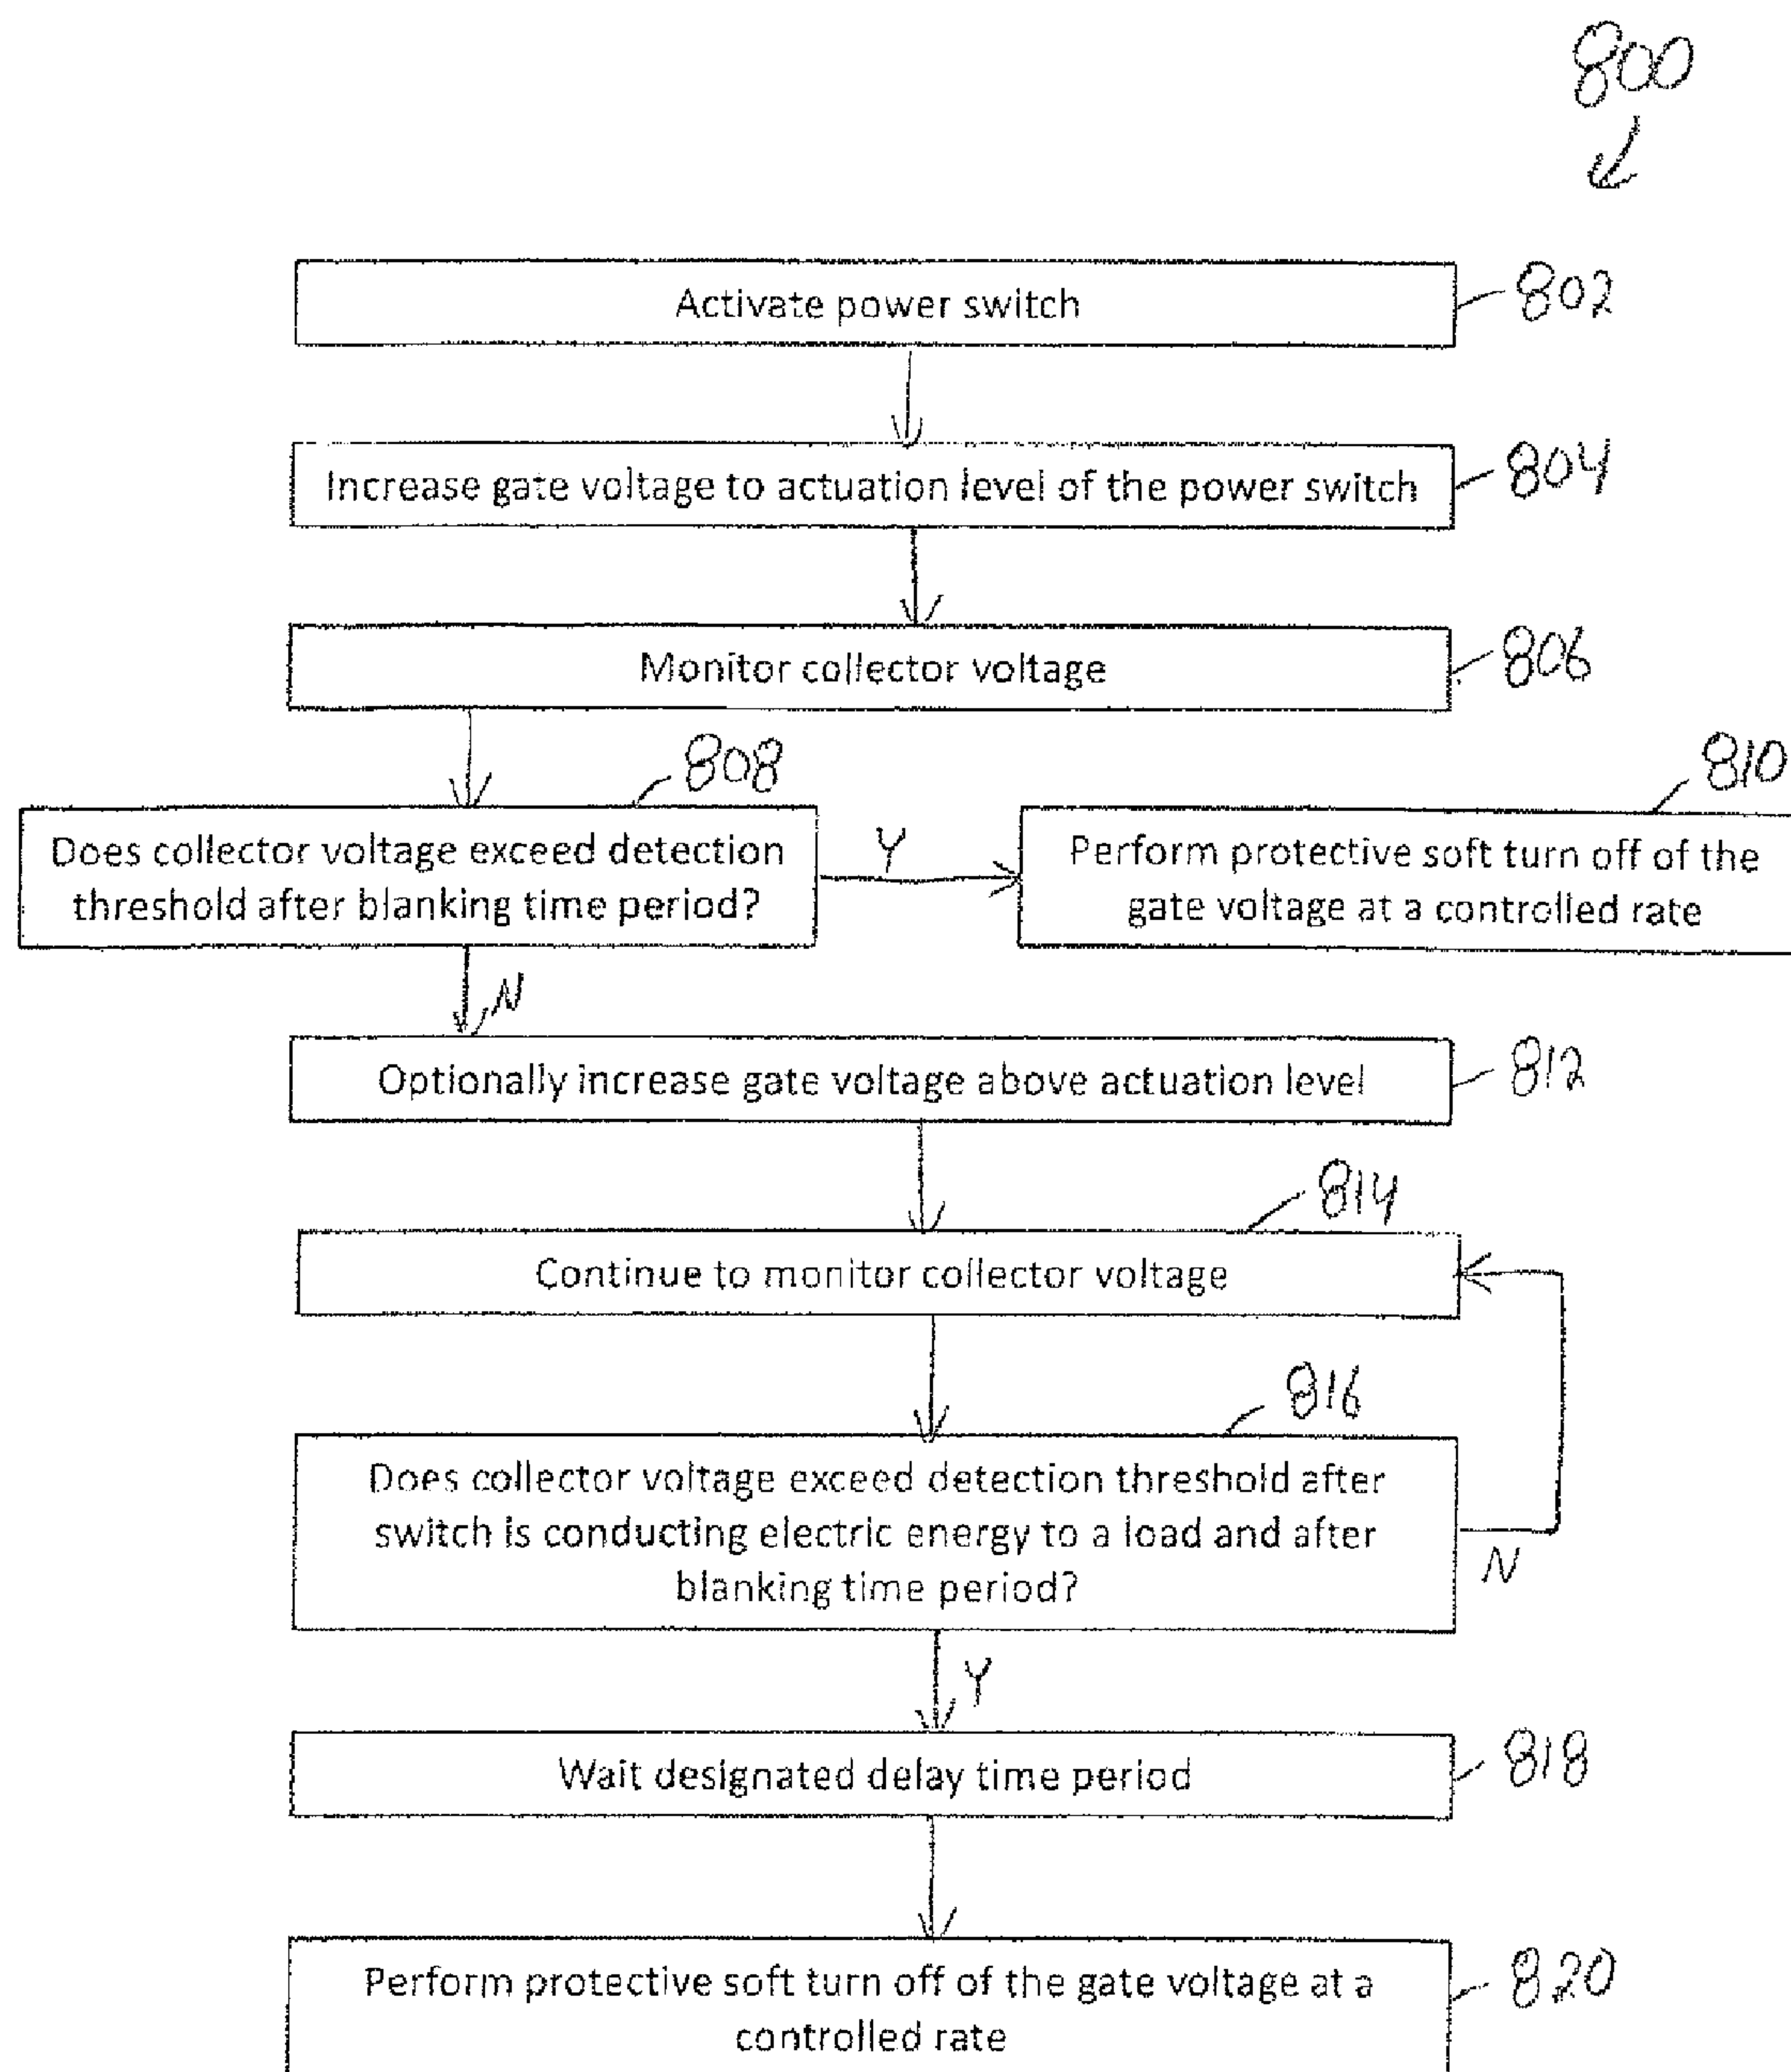 800
Activate power switch
802
Increase gate voltage to actuation level of the power switch
804
Monitor collector voltage
806
808
Does collector voltage exceed detection
threshold after blanking time period?
Y
810
Perform protective soft turn off of the
gate voltage at a controlled rate
N
Optionally increase gate voltage above actuation level
812
814
Continue to monitor collector voltage
816
Does collector voltage exceed detection threshold after
switch is conducting electric energy to a load and after
blanking time period?
N
Y
Wait designated delay time period
818
Perform protective soft turn off of the gate voltage at a
controlled rate
820